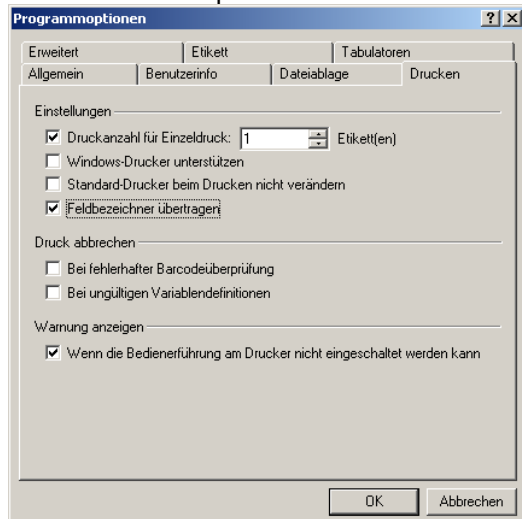 Programmoptionen
Erweitert Etikett Tabulatoren
Allgemein Benutzerinfo Dateiablage Drucken
Einstellungen
Druckanzahl für Einzeldruck: 1 Etikett(en)
Windows-Drucker unterstützen
Standard-Drucker beim Drucken nicht verändern
Feldbezeichner übertragen
Druck abbrechen
Bei fehlerhafter Barcodeüberprüfung
Bei ungültigen Variablendefinitionen
Warnung anzeigen
Wenn die Bedienerführung am Drucker nicht eingeschaltet werden kann
OK Abbrechen